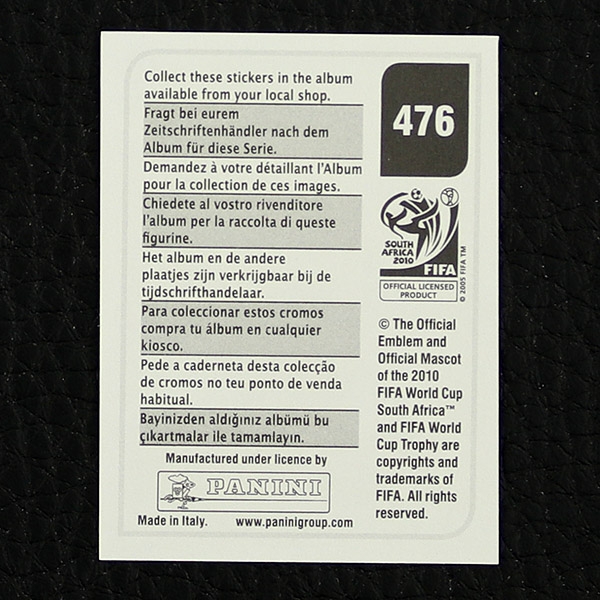 Collect these stickers in the album
available from your local shop.
Fragt bei eurem
Zeitschriftenhändler nach dem
Album für diese Serie.
Demandez à votre détaillant l'Album
pour la collection de ces images.
Chiedete al vostro rivenditore
l'album per la raccolta di queste
figurine.
Het album en de andere
plaatjes zijn verkrijgbaar bij de
tijdschrifthandelaar.
Para coleccionar estos cromos
compra tu álbum en cualquier
kiosco.
Pede a caderneta desta colecção
de cromos no teu ponto de venda
habitual.
Bayinizden aldığınız albümü bu
çıkartmalar ile tamamlayın.
Manufactured under licence by
PANINI
Made in Italy. www.paninigroup.com
476
SOUTH
AFRICA
2010
FIFA
© 2005 FIFA TM
OFFICIAL LICENSED
PRODUCT
© The Official
Emblem and
Official Mascot
of the 2010
FIFA World Cup
South Africa™
and FIFA World
Cup Trophy are
copyrights and
trademarks of
FIFA. All rights
reserved.